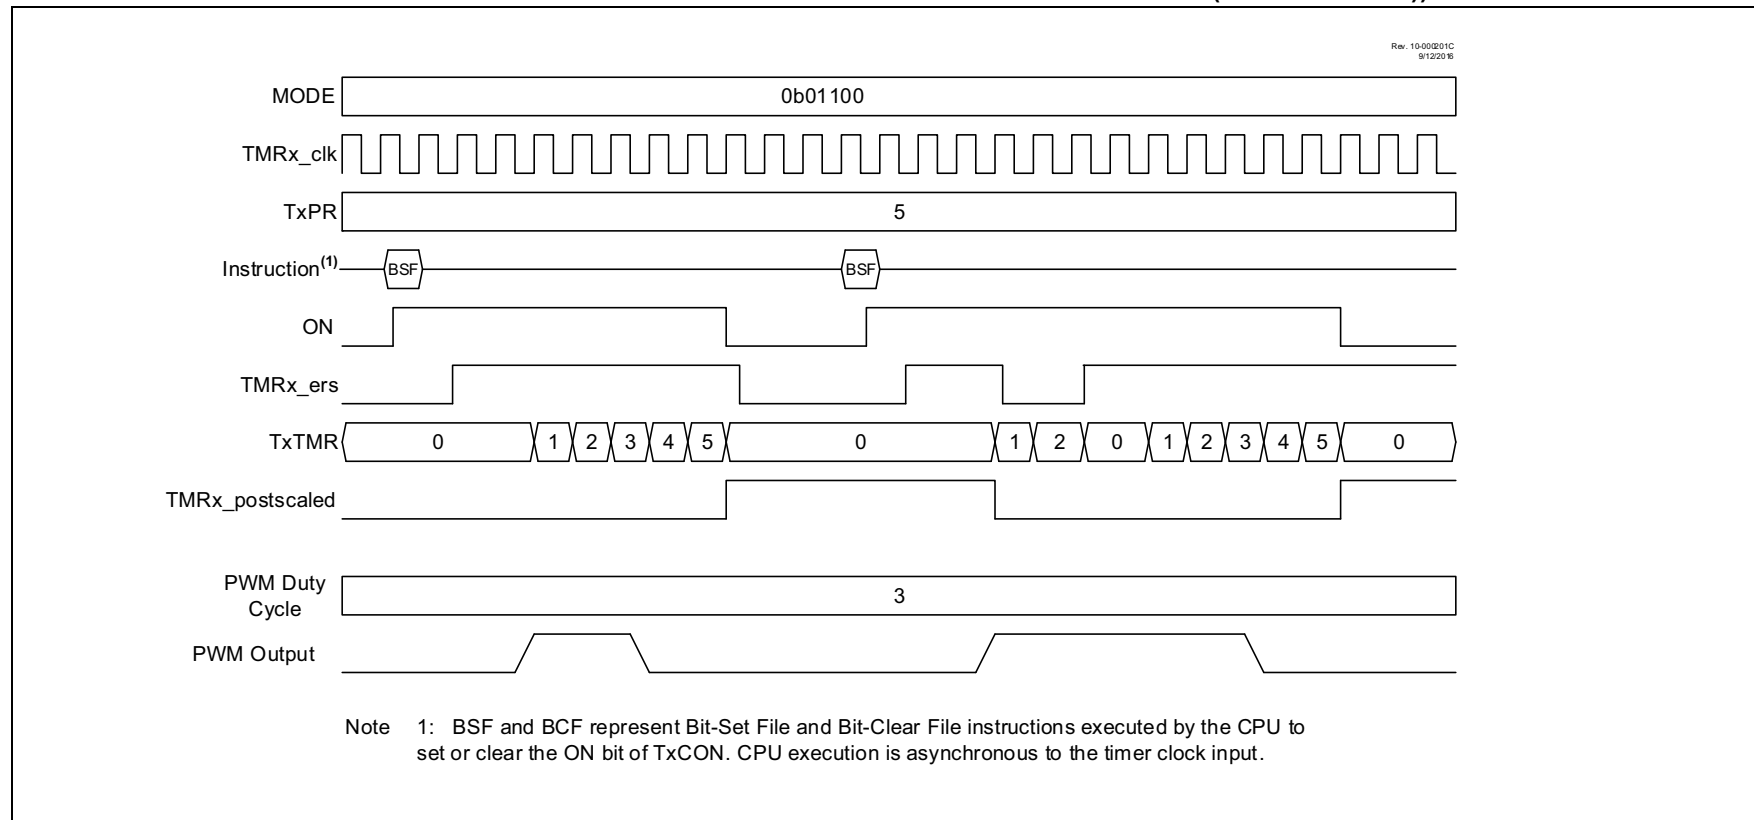 Rev. 10-000201C
9/12/2016
MODE 0b01100
TMRx_clk
TxPR 5
Instruction(1) BSF BSF
ON
TMRx_ers
TxTMR 0 1 2 3 4 5 0 1 2 0 1 2 3 4 5 0
TMRx_postscaled
PWM Duty
Cycle 3
PWM Output
Note 1: BSF and BCF represent Bit-Set File and Bit-Clear File instructions executed by the CPU to
set or clear the ON bit of TxCON. CPU execution is asynchronous to the timer clock input.